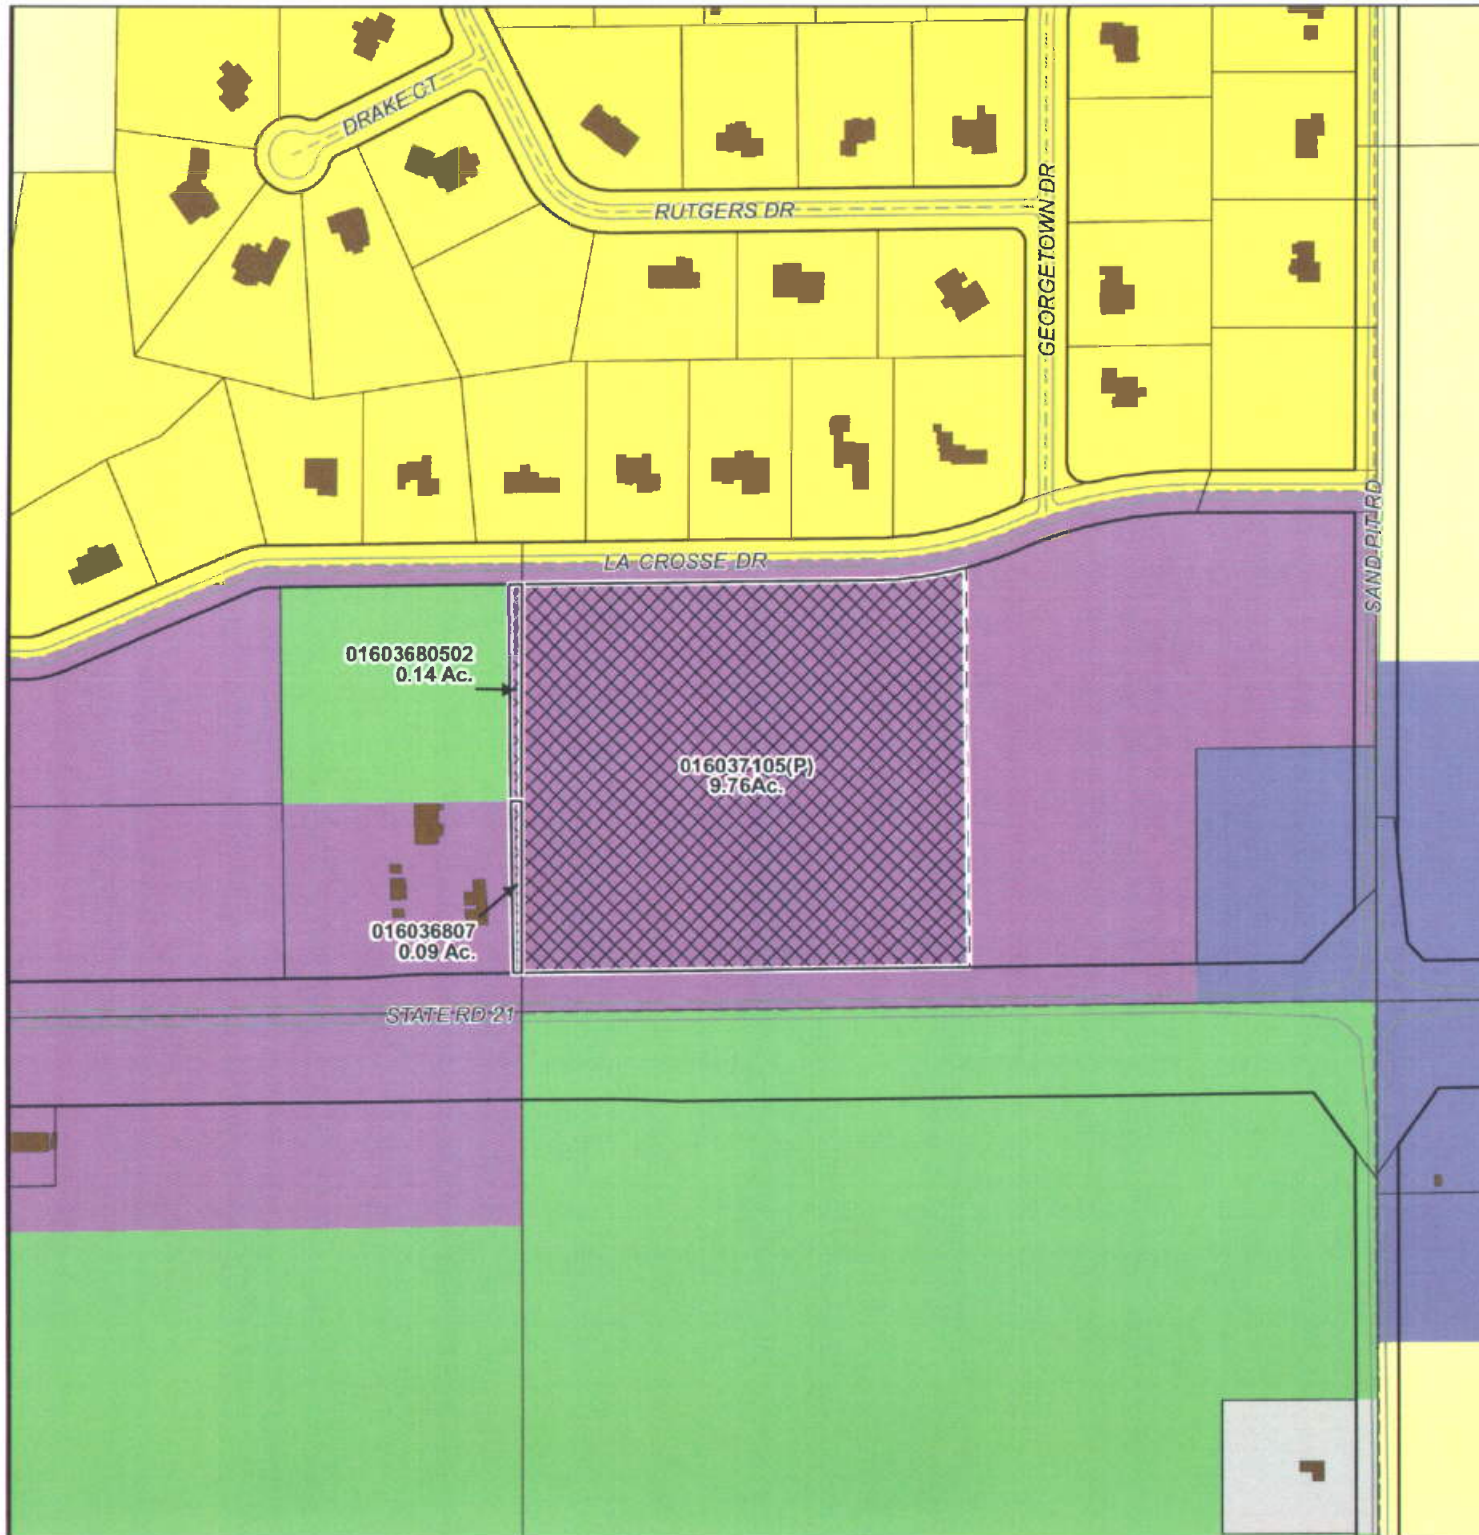 DRAKE CT
RUTGERS DR
GEORGETOWN DR
SAND PIT RD
LA CROSSE DR
01603680502
0.14 Ac.
016037105(P)
9.76Ac.
016036807
0.09 Ac.
STATE RD 21